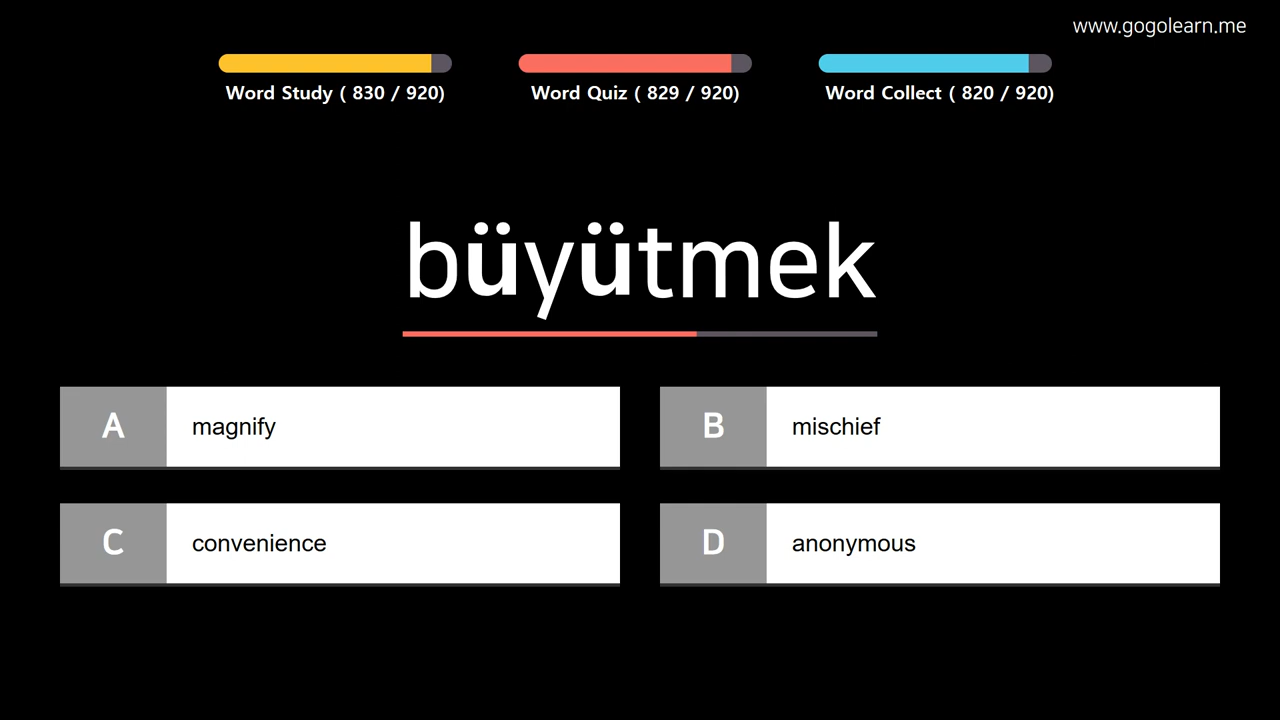 www.gogolearn.me
Word Study ( 830 / 920)
Word Quiz ( 829 / 920)
Word Collect ( 820 / 920)
büyütmek
A magnify
B mischief
C convenience
D anonymous